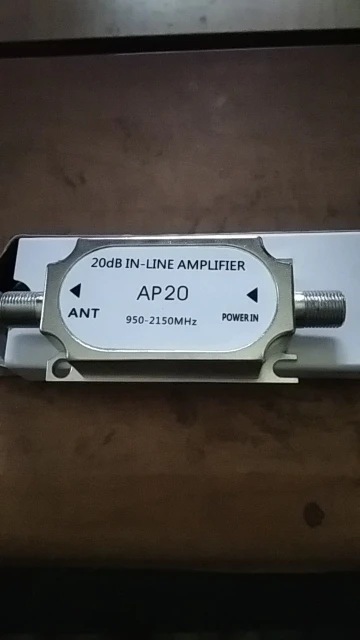 20dB IN-LINE AMPLIFIER
AP20
ANT
950-2150MHz
POWER IN